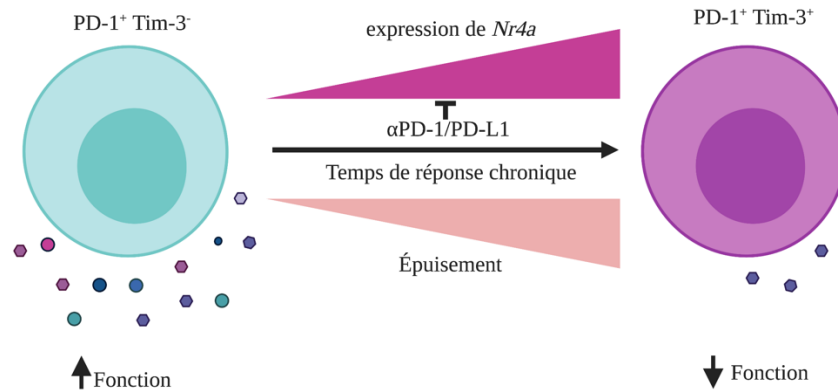 PD-1⁺ Tim-3⁻
expression de Nr4a
PD-1⁺ Tim-3⁺
αPD-1/PD-L1
Temps de réponse chronique
Épuisement
Fonction
Fonction